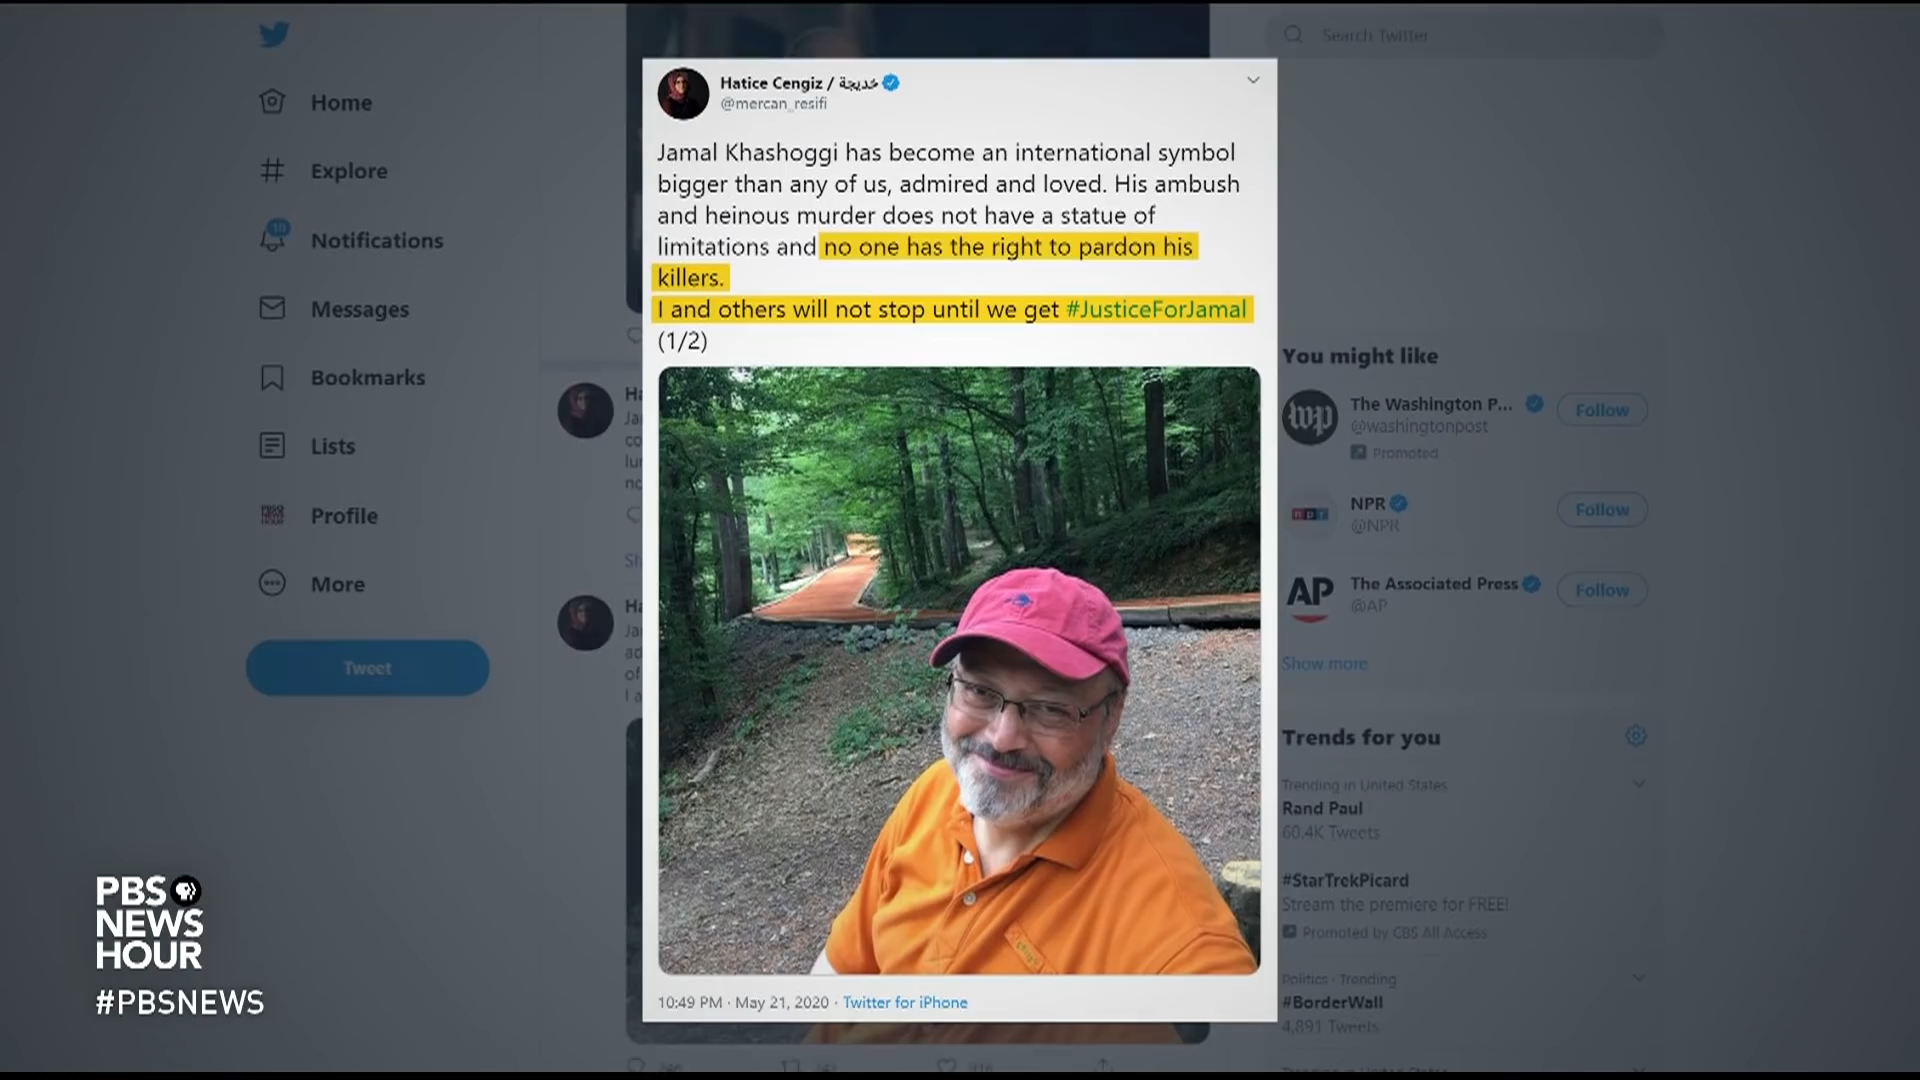 Home
Explore
10
Notifications
Messages
Bookmarks
Lists
Profile
More
Tweet
PBS
NEWS
HOUR
#PBSNEWS
Hatice Cengiz / خديجة
@mercan_resifi
Jamal Khashoggi has become an international symbol
bigger than any of us, admired and loved. His ambush
and heinous murder does not have a statue of
limitations and no one has the right to pardon his
killers.
I and others will not stop until we get #JusticeForJamal
(1/2)
10:49 PM · May 21, 2020 · Twitter for iPhone
Search Twitter
You might like
wp
The Washington P...
@washingtonpost
Promoted
Follow
npr
NPR
@NPR
Follow
AP
The Associated Press
@AP
Follow
Show more
Trends for you
Trending in United States
Rand Paul
60.4K Tweets
#StarTrekPicard
Stream the premiere for FREE!
Promoted by CBS All Access
Politics · Trending
#BorderWall
4,891 Tweets